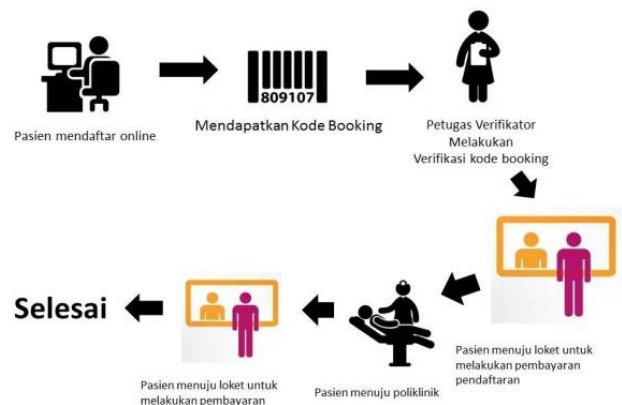 809107
Pasien mendaftar online
Mendapatkan Kode Booking
Petugas Verifikator
Melakukan
Verifikasi kode booking
Pasien menuju loket untuk
melakukan pembayaran
pendaftaran
Pasien menuju poliklinik
Pasien menuju loket untuk
melakukan pembayaran
Selesai